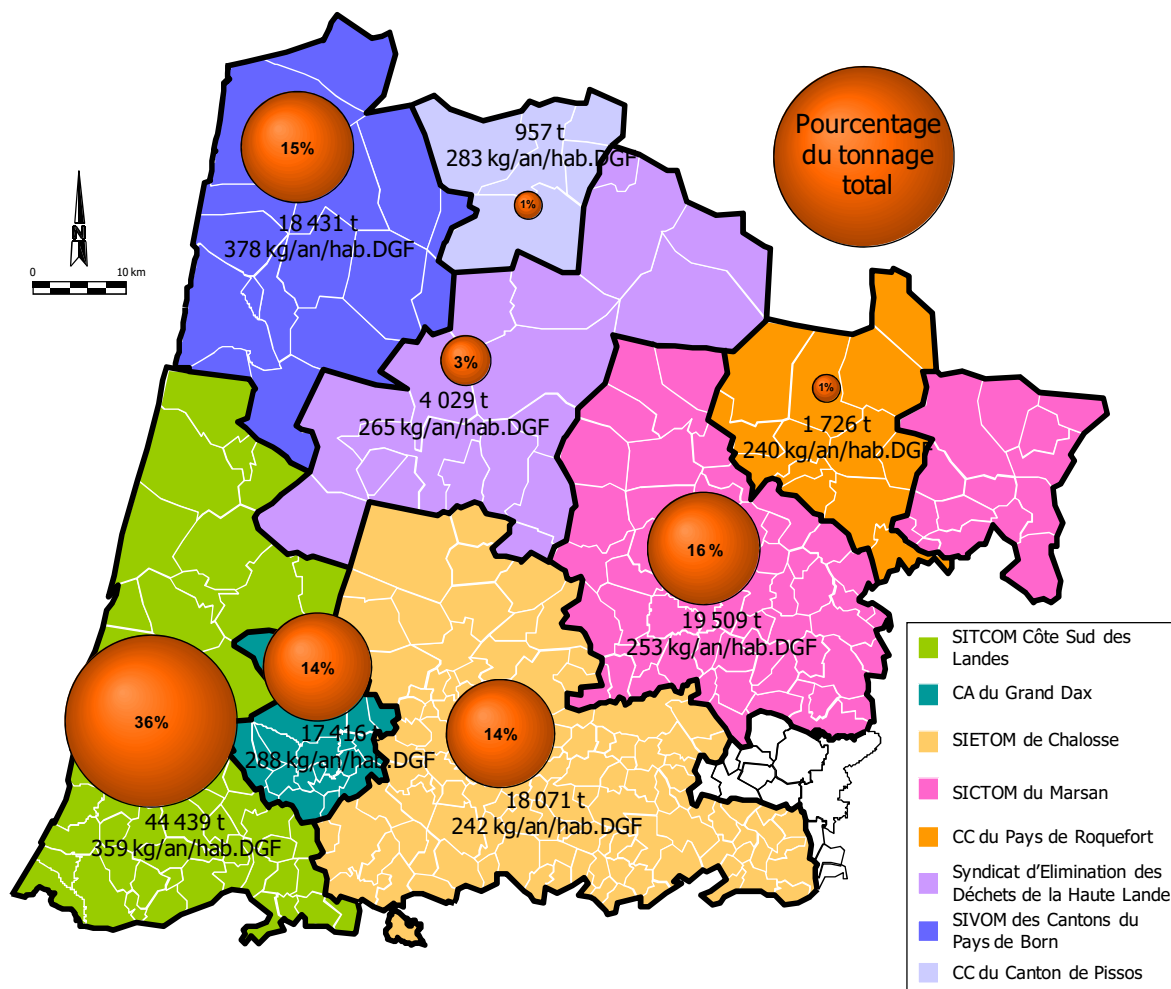 957 t
283 kg/an/hab.DGF
1%
Pourcentage
du tonnage
total
15%
18 431 t
378 kg/an/hab.DGF
N
0 10 km
3%
4 029 t
265 kg/an/hab.DGF
1%
1 726 t
240 kg/an/hab.DGF
16 %
19 509 t
253 kg/an/hab.DGF
14%
17 416 t
288 kg/an/hab.DGF
36%
44 439 t
359 kg/an/hab.DGF
14%
18 071 t
242 kg/an/hab.DGF
SITCOM Côte Sud des
Landes
CA du Grand Dax
SIETOM de Chalosse
SICTOM du Marsan
CC du Pays de Roquefort
Syndicat d'Elimination des
Déchets de la Haute Lande
SIVOM des Cantons du
Pays de Born
CC du Canton de Pissos